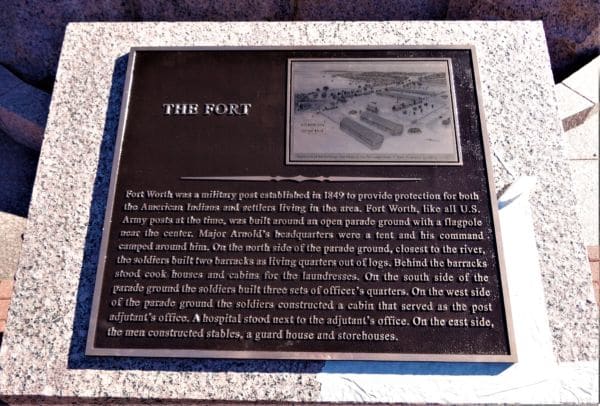 THE FORT
Fort Worth was a military post established in 1849 to provide protection for both
the American Indians and settlers living in the area. Fort Worth, like all U.S.
Army posts at the time, was built around an open parade ground with a flagpole
near the center. Major Arnold's headquarters were a tent and his command
camped around him. On the north side of the parade ground, closest to the river,
the soldiers built two barracks as living quarters out of logs. Behind the barracks
stood cook houses and cabins for the laundresses. On the south side of the
parade ground the soldiers built three sets of officer's quarters. On the west side
of the parade ground the soldiers constructed a cabin that served as the post
adjutant's office. A hospital stood next to the adjutant's office. On the east side,
the men constructed stables, a guard house and storehouses.